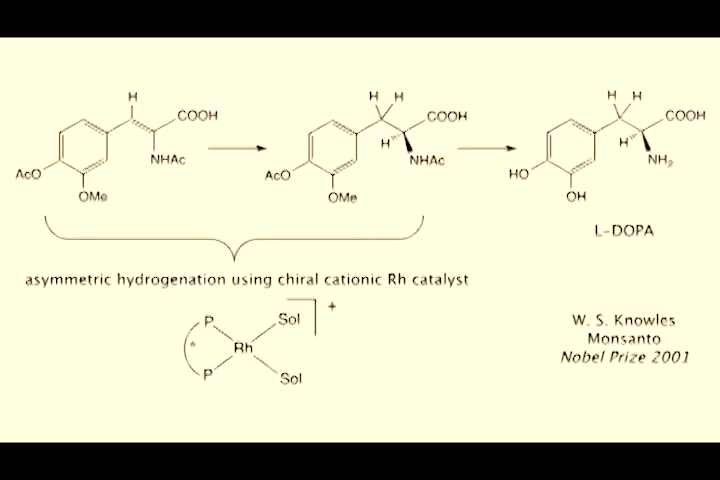 H
COOH
NHAc
AcO
OMe
H H
COOH
H
NHAc
AcO
OMe
H H
COOH
H
NH₂
HO
OH
L-DOPA
asymmetric hydrogenation using chiral cationic Rh catalyst
P
Sol
+
*
Rh
P
Sol
W. S. Knowles
Monsanto
Nobel Prize 2001